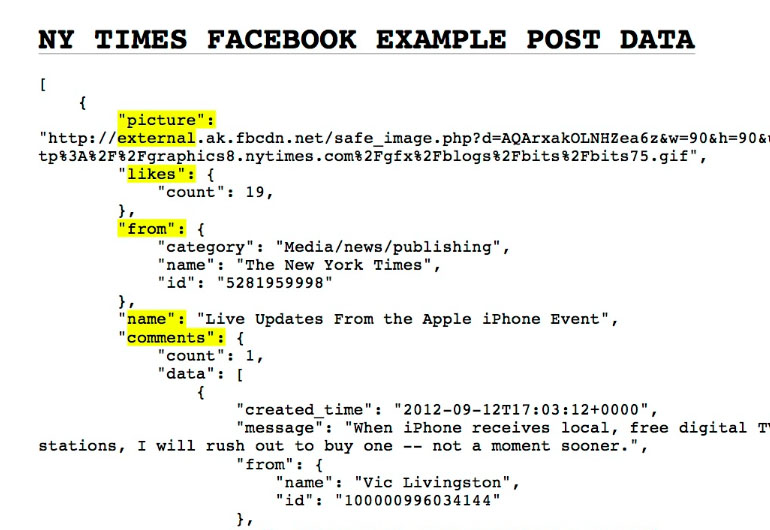 NY TIMES FACEBOOK EXAMPLE POST DATA
[
{
"picture":
"http://external.ak.fbcdn.net/safe_image.php?d=AQArxakOLNHZea6z&w=90&h=90&
tp%3A%2F%2Fgraphics8.nytimes.com%2Fgfx%2Fblogs%2Fbits%2Fbits75.gif",
"likes": {
"count": 19,
},
"from": {
"category": "Media/news/publishing",
"name": "The New York Times",
"id": "5281959998"
},
"name": "Live Updates From the Apple iPhone Event",
"comments": {
"count": 1,
"data": [
{
"created_time": "2012-09-12T17:03:12+0000",
"message": "When iPhone receives local, free digital TV
stations, I will rush out to buy one -- not a moment sooner.",
"from": {
"name": "Vic Livingston",
"id": "100000996034144"
},